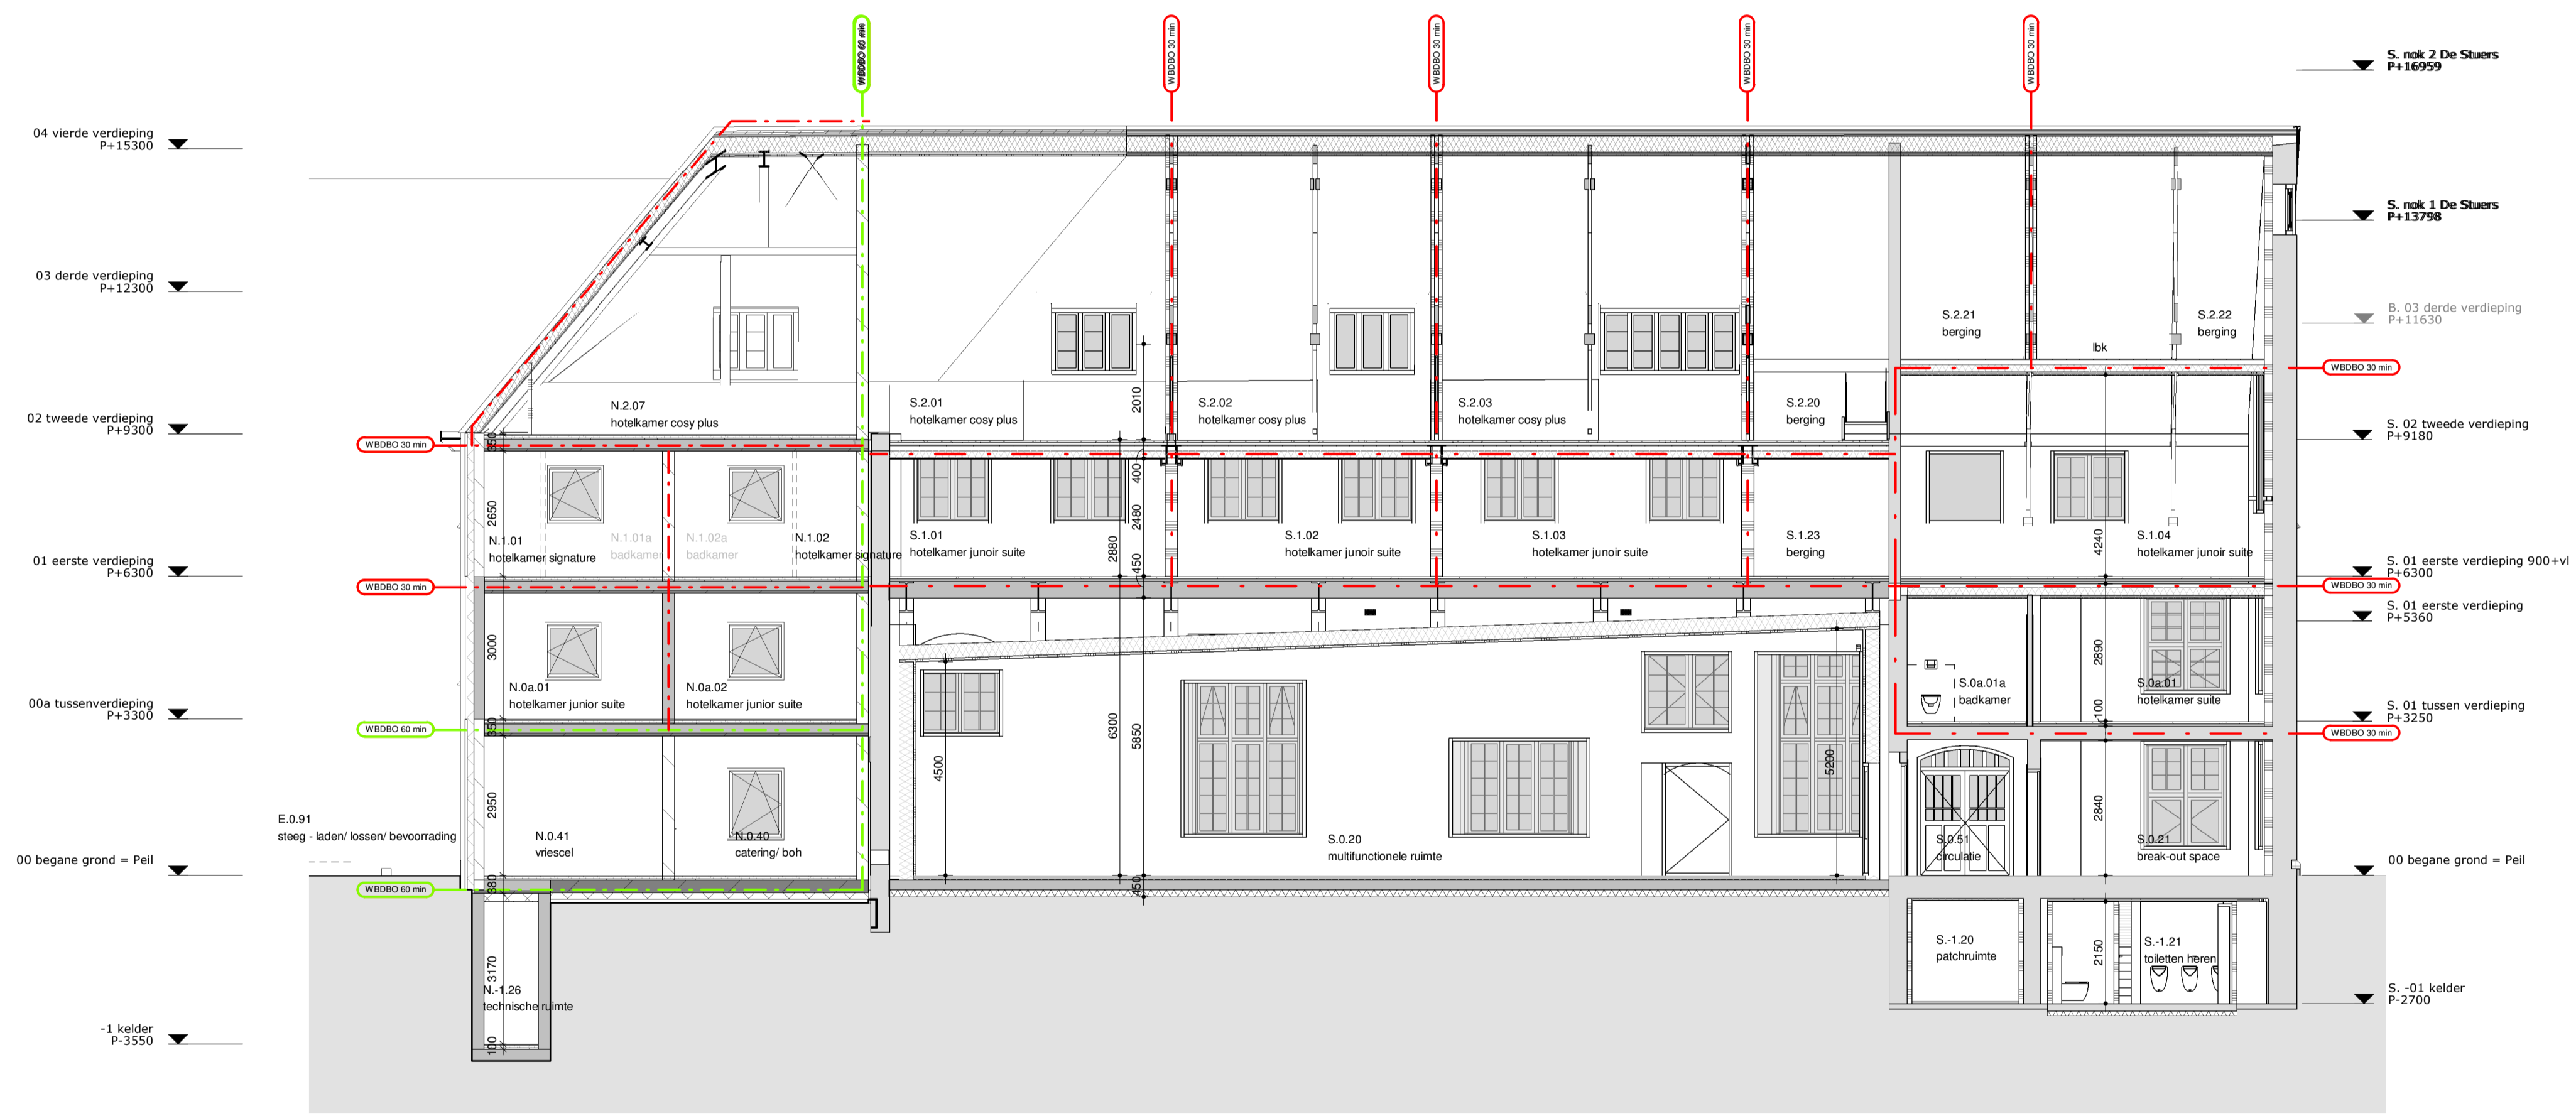 WBDBO 60 min
WBDBO 30 min
WBDBO 30 min
WBDBO 30 min
WBDBO 30 min
S. nok 2 De Stuers
P+16959
04 vierde verdieping
P+15300
S. nok 1 De Stuers
P+13798
03 derde verdieping
P+12300
B. 03 derde verdieping
P+11630
S.2.21
berging
S.2.22
berging
lbk
WBDBO 30 min
02 tweede verdieping
P+9300
N.2.07
hotelkamer cosy plus
S.2.01
hotelkamer cosy plus
2010
S.2.02
hotelkamer cosy plus
S.2.03
hotelkamer cosy plus
S.2.20
berging
S. 02 tweede verdieping
P+9180
WBDBO 30 min
350
400
2650
2480
2880
450
4240
N.1.01
hotelkamer signature
N.1.01a
badkamer
N.1.02a
badkamer
N.1.02
hotelkamer signature
S.1.01
hotelkamer junoir suite
S.1.02
hotelkamer junoir suite
S.1.03
hotelkamer junoir suite
S.1.23
berging
S.1.04
hotelkamer junoir suite
01 eerste verdieping
P+6300
WBDBO 30 min
S. 01 eerste verdieping 900+vl
P+6300
WBDBO 30 min
S. 01 eerste verdieping
P+5360
3000
2890
N.0a.01
hotelkamer junior suite
N.0a.02
hotelkamer junior suite
S.0a.01a
badkamer
S.0a.01
hotelkamer suite
100
00a tussenverdieping
P+3300
S. 01 tussen verdieping
P+3250
WBDBO 60 min
350
WBDBO 30 min
6300
5850
4500
5200
2950
2840
E.0.91
steeg - laden/ lossen/ bevoorrading
N.0.41
vriescel
N.0.40
catering/ boh
S.0.20
multifunctionele ruimte
S.0.51
circulatie
S.0.21
break-out space
00 begane grond = Peil
00 begane grond = Peil
WBDBO 60 min
380
450
3170
N.-1.26
technische ruimte
S.-1.20
patchruimte
2150
S.-1.21
toiletten heren
S. -01 kelder
P-2700
-1 kelder
P-3550
100